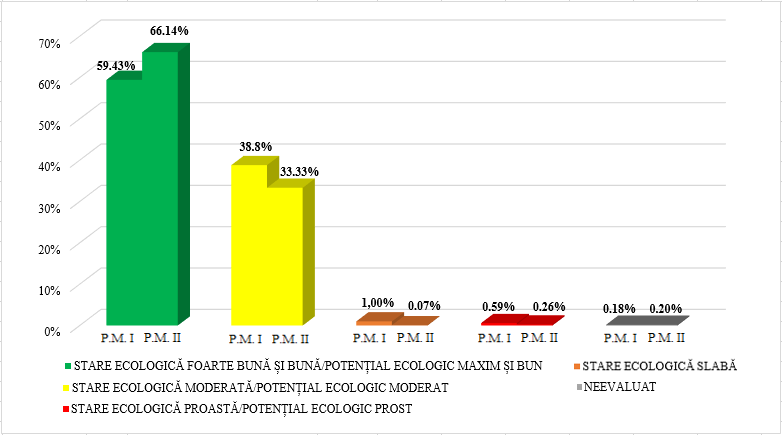 66.14%
70%
59.43%
60%
50%
38.8%
40%
33.33%
30%
20%
10%
1,00% 0.07% 0.59% 0.26% 0.18% 0.20%
0%
P.M. I P.M. II P.M. I P.M. II P.M. I P.M. II P.M. I P.M. II P.M. I P.M. II
STARE ECOLOGICĂ FOARTE BUNĂ ȘI BUNĂ/POTENȚIAL ECOLOGIC MAXIM ȘI BUN STARE ECOLOGICĂ SLABĂ
STARE ECOLOGICĂ MODERATĂ/POTENȚIAL ECOLOGIC MODERAT NEEVALUAT
STARE ECOLOGICĂ PROASTĂ/POTENȚIAL ECOLOGIC PROST